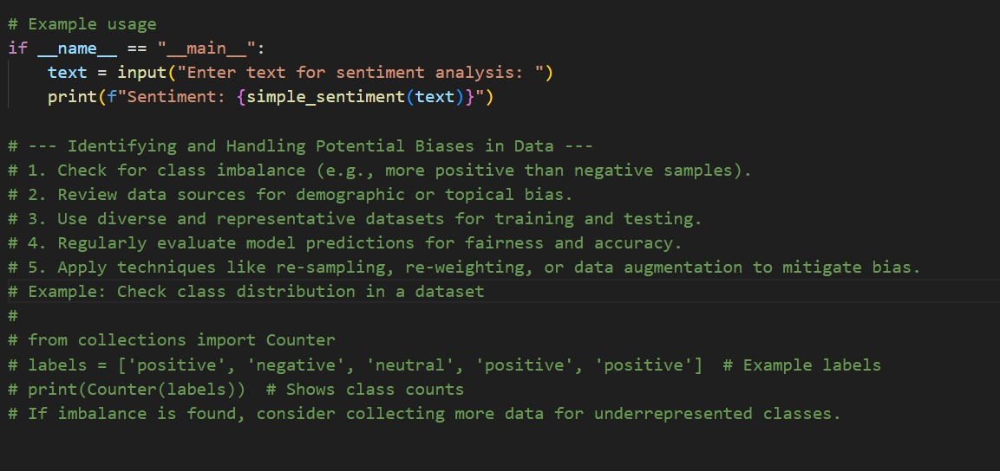 # Example usage
if __name__ == "__main__":
    text = input("Enter text for sentiment analysis: ")
    print(f"Sentiment: {simple_sentiment(text)}")

# --- Identifying and Handling Potential Biases in Data ---
# 1. Check for class imbalance (e.g., more positive than negative samples).
# 2. Review data sources for demographic or topical bias.
# 3. Use diverse and representative datasets for training and testing.
# 4. Regularly evaluate model predictions for fairness and accuracy.
# 5. Apply techniques like re-sampling, re-weighting, or data augmentation to mitigate bias.
# Example: Check class distribution in a dataset
#
# from collections import Counter
# labels = ['positive', 'negative', 'neutral', 'positive', 'positive']  # Example labels
# print(Counter(labels))  # Shows class counts
# If imbalance is found, consider collecting more data for underrepresented classes.